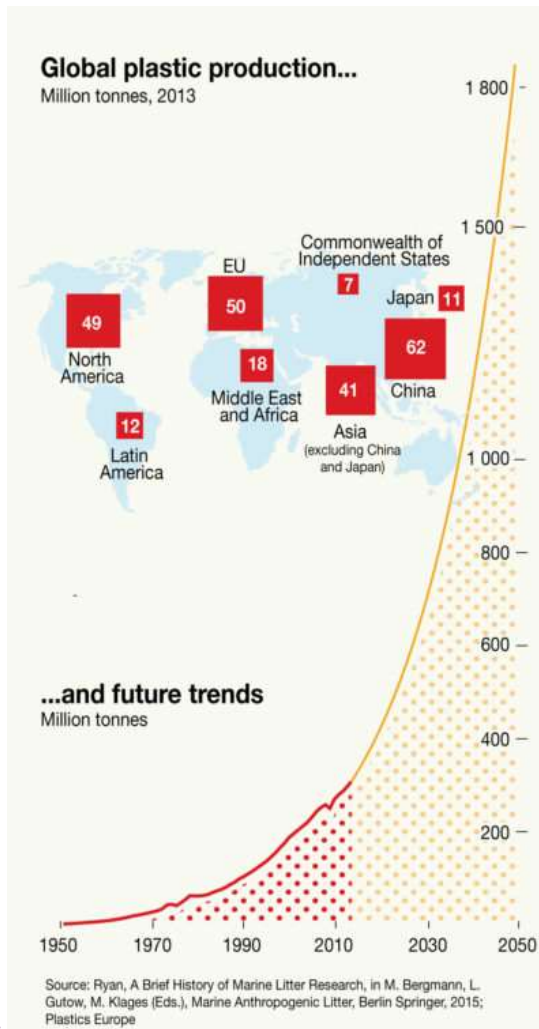 Global plastic production...
Million tonnes, 2013
1 800
1 500
Commonwealth of
Independent States
7
EU
50
Japan 11
49
North
America
18
Middle East
and Africa
62
China
41
Asia
(excluding China
and Japan)
12
Latin
America
1 000
800
600
...and future trends
Million tonnes
400
200
1950 1970 1990 2010 2030 2050
Source: Ryan, A Brief History of Marine Litter Research, in M. Bergmann, L.
Gutow, M. Klages (Eds.), Marine Anthropogenic Litter, Berlin Springer, 2015;
Plastics Europe